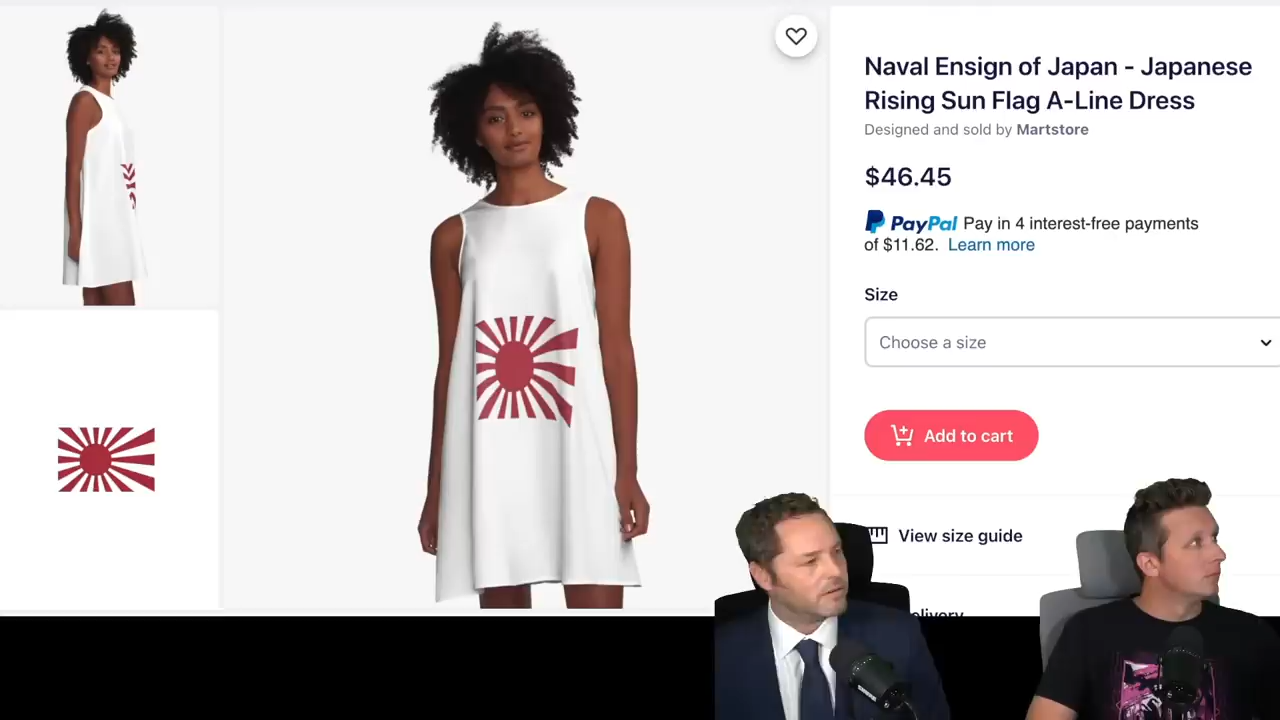 Naval Ensign of Japan - Japanese
Rising Sun Flag A-Line Dress
Designed and sold by Martstore
$46.45
PayPal Pay in 4 interest-free payments
of $11.62. Learn more
Size
Choose a size
Add to cart
View size guide